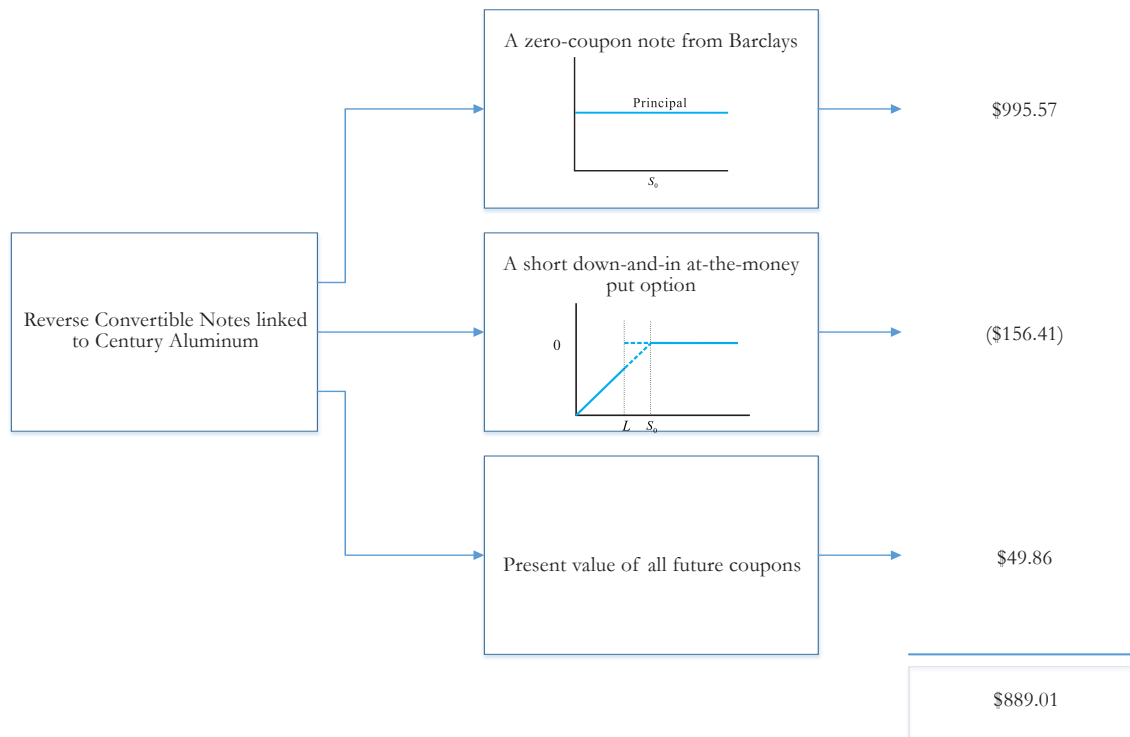 A zero-coupon note from Barclays
Principal
S₀
$995.57
Reverse Convertible Notes linked
to Century Aluminum
A short down-and-in at-the-money
put option
0
L S₀
($156.41)
Present value of all future coupons
$49.86
$889.01